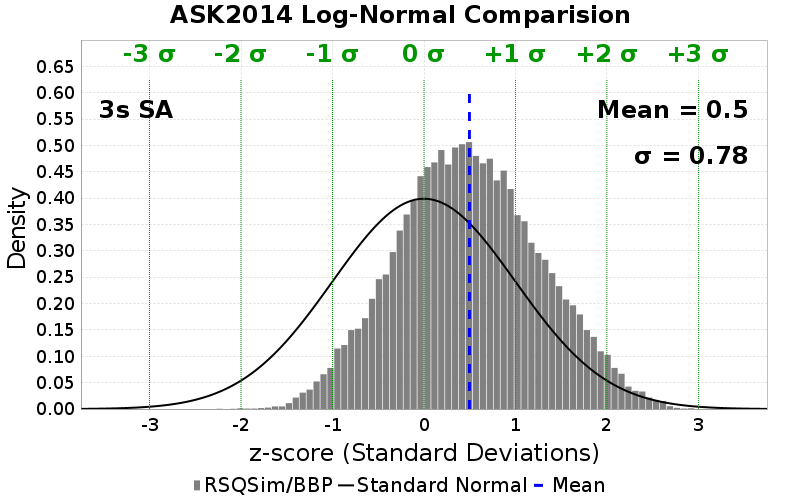 ASK2014 Log-Normal Comparision
-3 σ -2 σ -1 σ 0 σ +1 σ +2 σ +3 σ
3s SA
Mean = 0.5
σ = 0.78
Density
0.65
0.60
0.55
0.50
0.45
0.40
0.35
0.30
0.25
0.20
0.15
0.10
0.05
0.00
-3 -2 -1 0 1 2 3
z-score (Standard Deviations)
RSQSim/BBP Standard Normal Mean